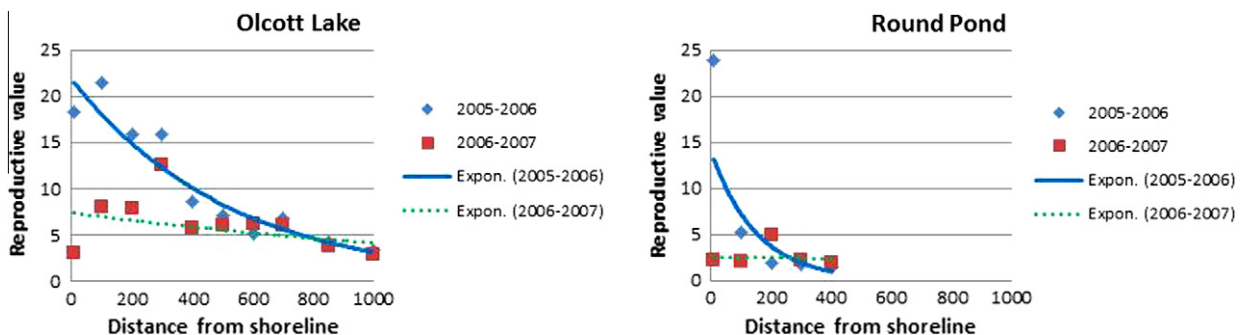 Olcott Lake
Reproductive value
25
20
15
10
5
0
0 200 400 600 800 1000
Distance from shoreline
2005-2006
2006-2007
Expon. (2005-2006)
Expon. (2006-2007)
Round Pond
Reproductive value
25
20
15
10
5
0
0 200 400 600 800 1000
Distance from shoreline
2005-2006
2006-2007
Expon. (2005-2006)
Expon. (2006-2007)